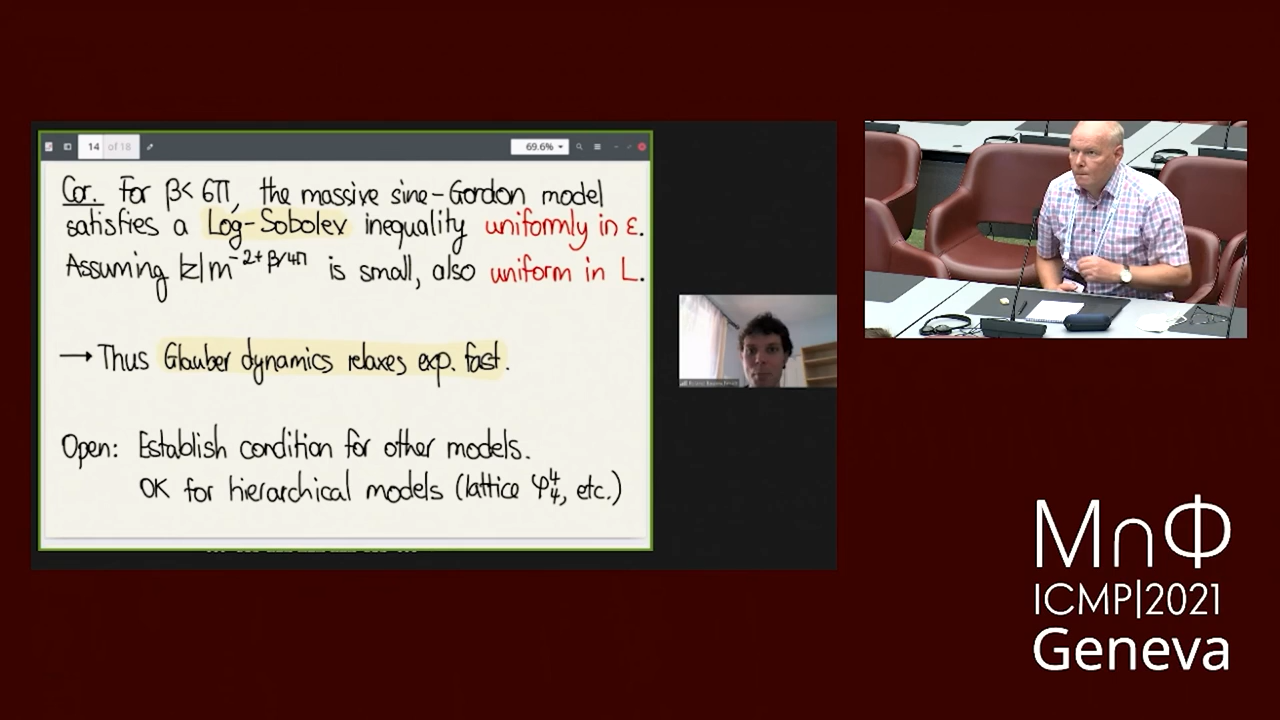 14 of 18
69.6%
Cor. For β< 6π, the massive sine-Gordon model
satisfies a Log-Sobolev inequality uniformly in ε.
Assuming |z|m^{-2+β/4π} is small, also uniform in L.
→ Thus Glauber dynamics relaxes exp. fast.
Open: Establish condition for other models.
OK for hierarchical models (lattice φ^4_4, etc.)
M∩Φ
ICMP|2021
Geneva